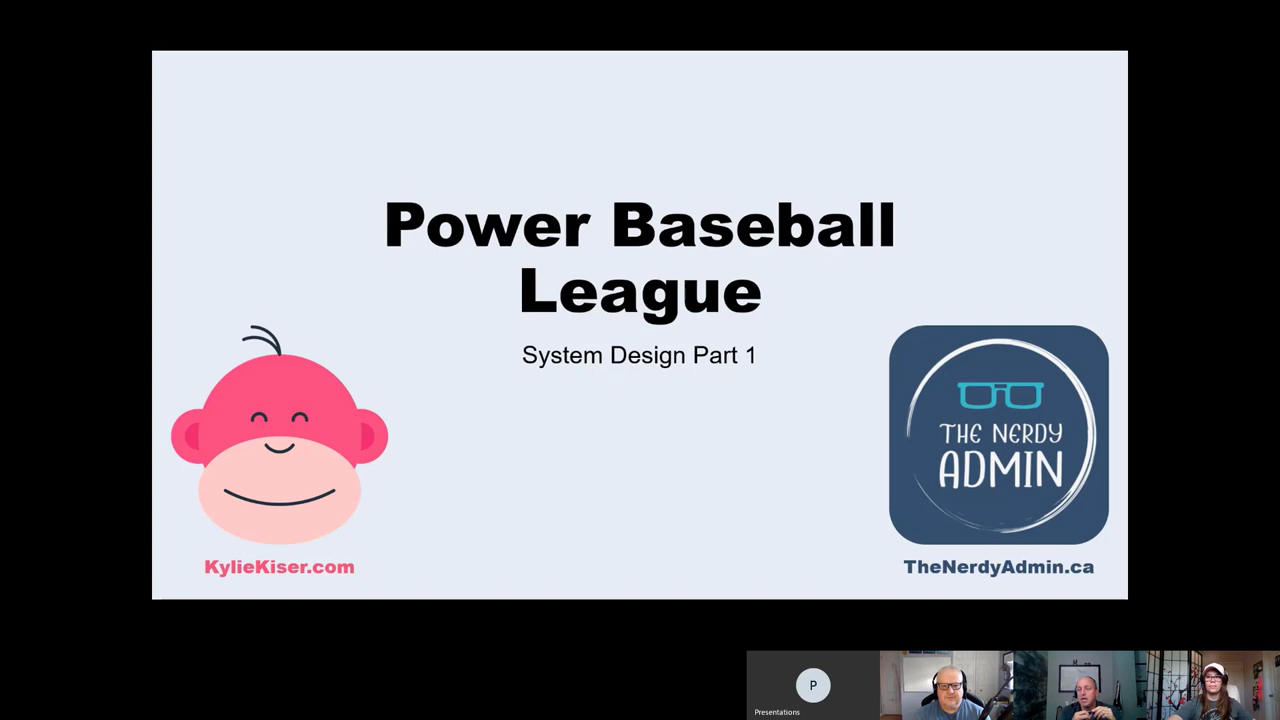 Power Baseball
League
System Design Part 1
THE NERDY
ADMIN
KylieKiser.com
TheNerdyAdmin.ca
P
Presentations